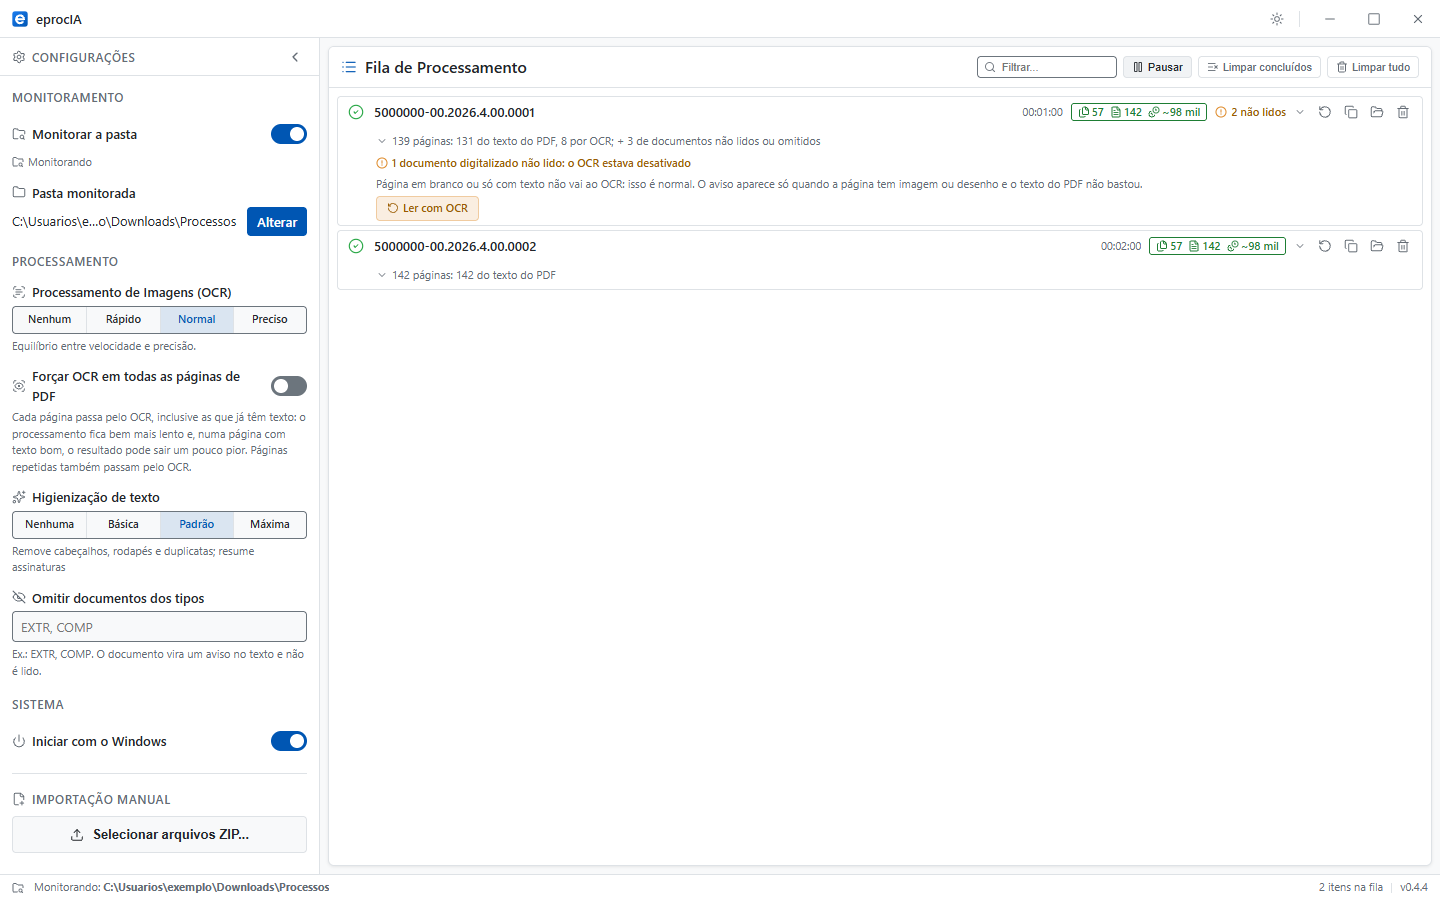 eprocIA
CONFIGURAÇÕES
MONITORAMENTO
Monitorar a pasta
Monitorando
Pasta monitorada
C:\Usuarios\e...o\Downloads\Processos
Alterar
PROCESSAMENTO
Processamento de Imagens (OCR)
Nenhum Rápido Normal Preciso
Equilíbrio entre velocidade e precisão.
Forçar OCR em todas as páginas de
PDF
Cada página passa pelo OCR, inclusive as que já têm texto: o
processamento fica bem mais lento e, numa página com
texto bom, o resultado pode sair um pouco pior. Páginas
repetidas também passam pelo OCR.
Higienização de texto
Nenhuma Básica Padrão Máxima
Remove cabeçalhos, rodapés e duplicatas; resume
assinaturas
Omitir documentos dos tipos
EXTR, COMP
Ex.: EXTR, COMP. O documento vira um aviso no texto e não
é lido.
SISTEMA
Iniciar com o Windows
IMPORTAÇÃO MANUAL
Selecionar arquivos ZIP...
Fila de Processamento
Filtrar...
Pausar
Limpar concluídos
Limpar tudo
5000000-00.2026.4.00.0001 00:01:00 57 142 ~98 mil 2 não lidos
139 páginas: 131 do texto do PDF, 8 por OCR; + 3 de documentos não lidos ou omitidos
1 documento digitalizado não lido: o OCR estava desativado
Página em branco ou só com texto não vai ao OCR: isso é normal. O aviso aparece só quando a página tem imagem ou desenho e o texto do PDF não bastou.
Ler com OCR
5000000-00.2026.4.00.0002 00:02:00 57 142 ~98 mil
142 páginas: 142 do texto do PDF
Monitorando: C:\Usuarios\exemplo\Downloads\Processos
2 itens na fila v0.4.4